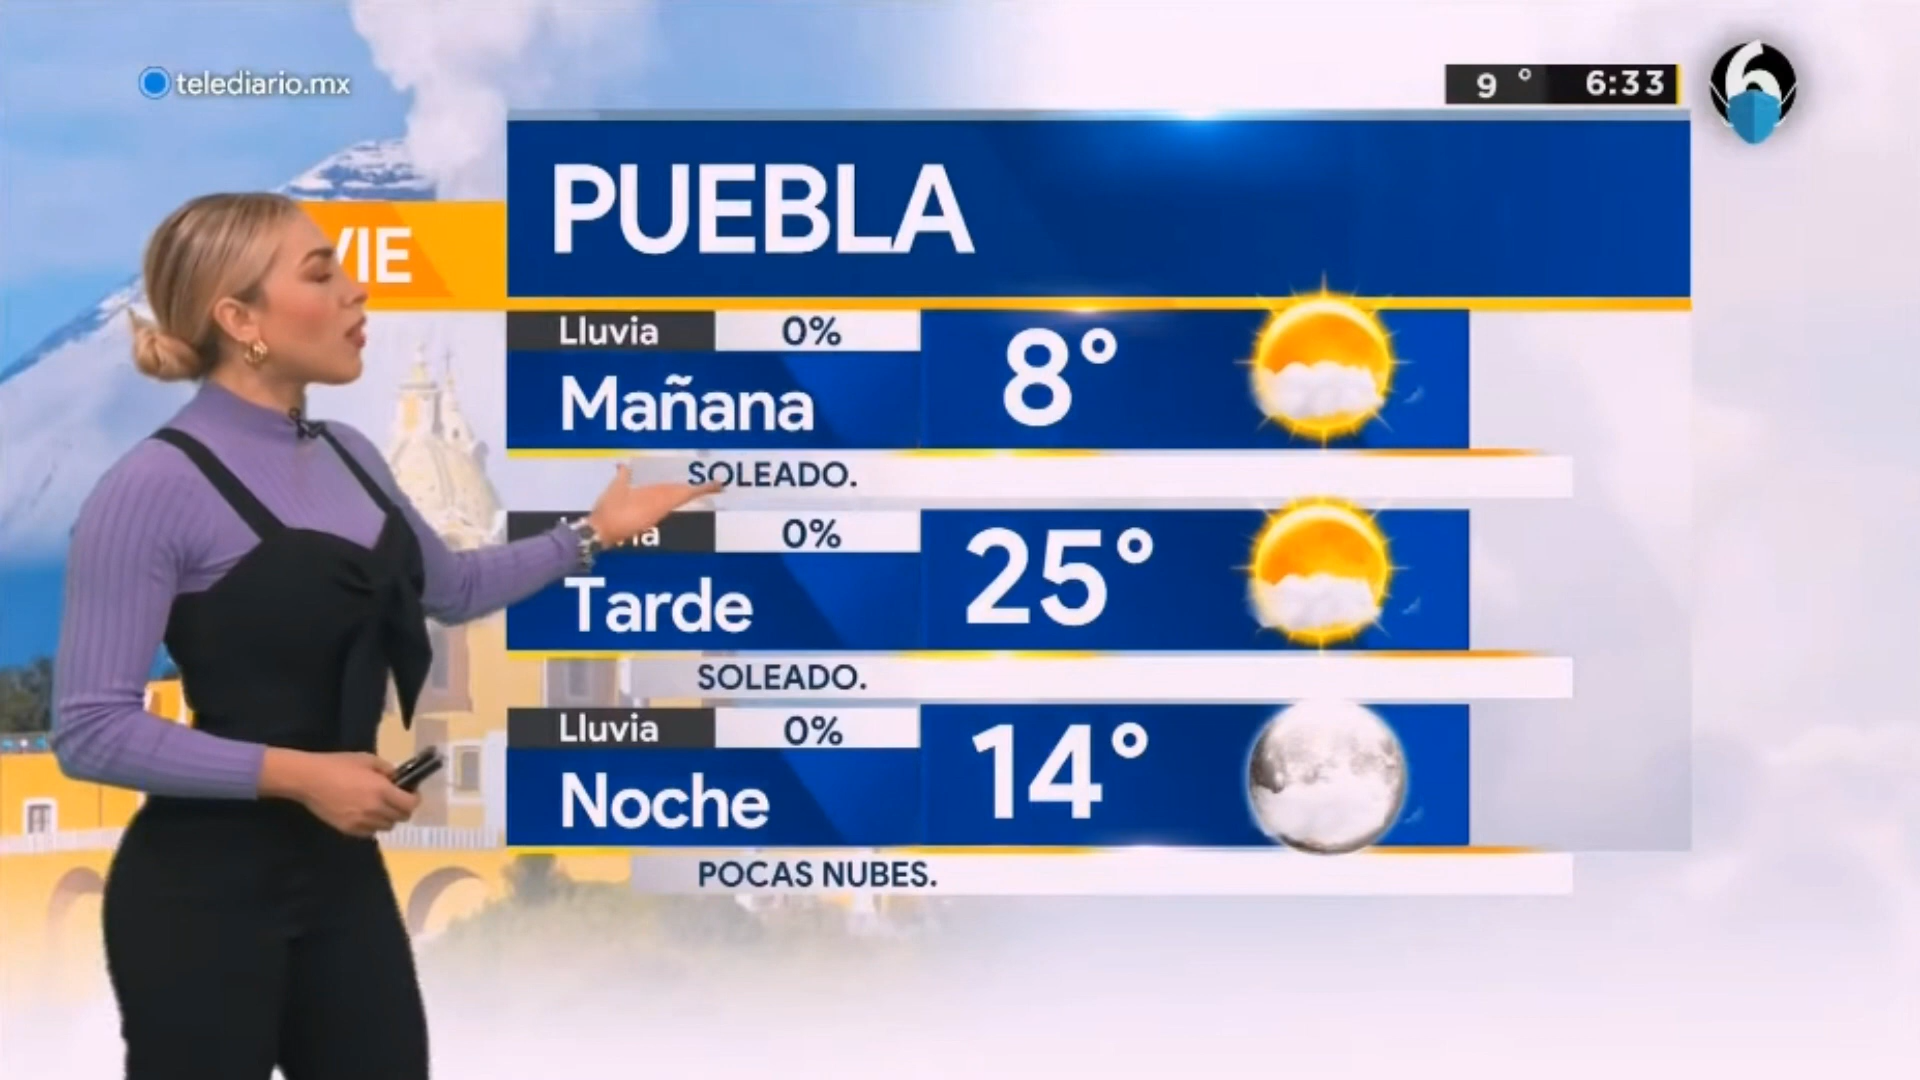 telediario.mx
9 ° 6:33
6
VIE
PUEBLA
Lluvia 0%
Mañana 8°
SOLEADO.
0%
Tarde 25°
SOLEADO.
Lluvia 0%
Noche 14°
POCAS NUBES.